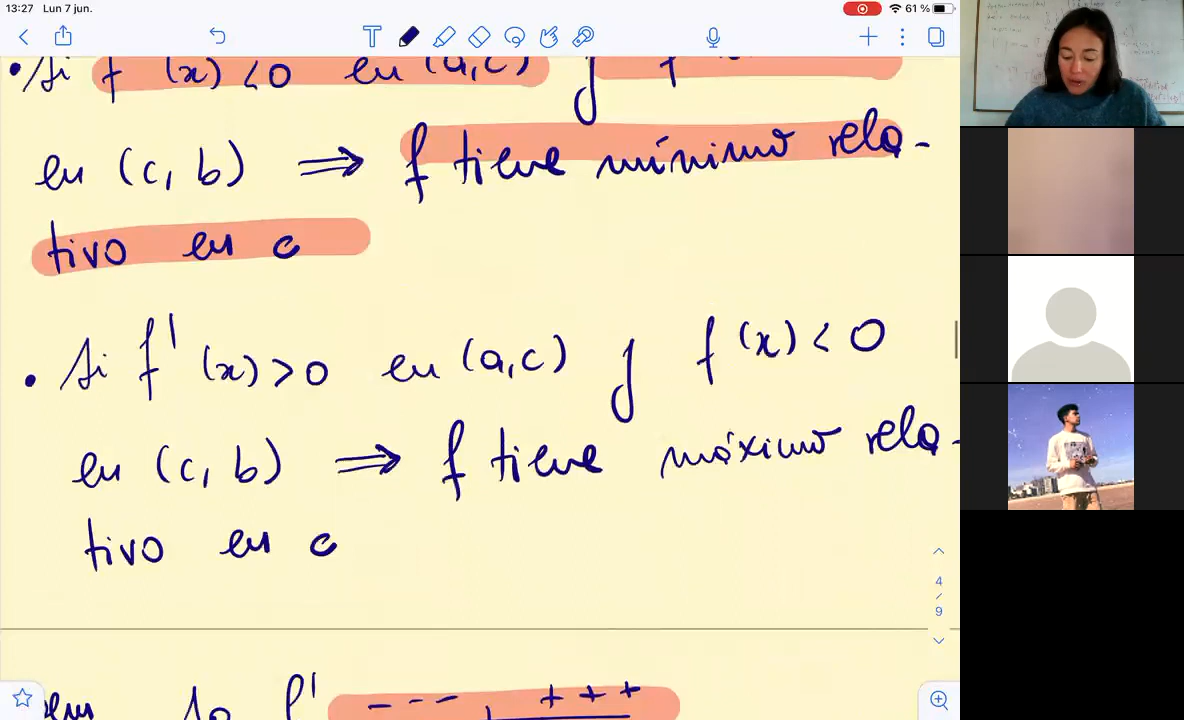 13:27 Lun 7 jun.
61 %
• Si f (x) < 0 en (a,c) y f
en (c, b) ⟹ f tiene mínimo rela-
tivo en c
• Si f' (x) > 0 en (a,c) y f (x) < 0
en (c, b) ⟹ f tiene máximo rela-
tivo en c
4
/
9
f' - - - + + +